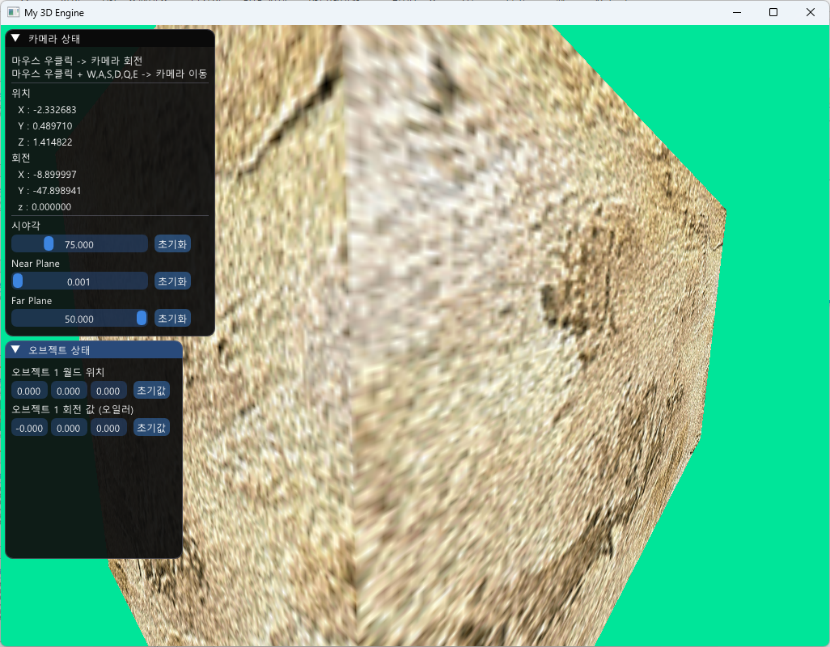 My 3D Engine
카메라 상태
마우스 우클릭 -> 카메라 회전
마우스 우클릭 + W,A,S,D,Q,E -> 카메라 이동
위치
X : -2.332683
Y : 0.489710
Z : 1.414822
회전
X : -8.899997
Y : -47.898941
z : 0.000000
시야각
75.000 초기화
Near Plane
0.001 초기화
Far Plane
50.000 초기화
오브젝트 상태
오브젝트 1 월드 위치
0.000 0.000 0.000 초기값
오브젝트 1 회전 값 (오일러)
-0.000 0.000 0.000 초기값